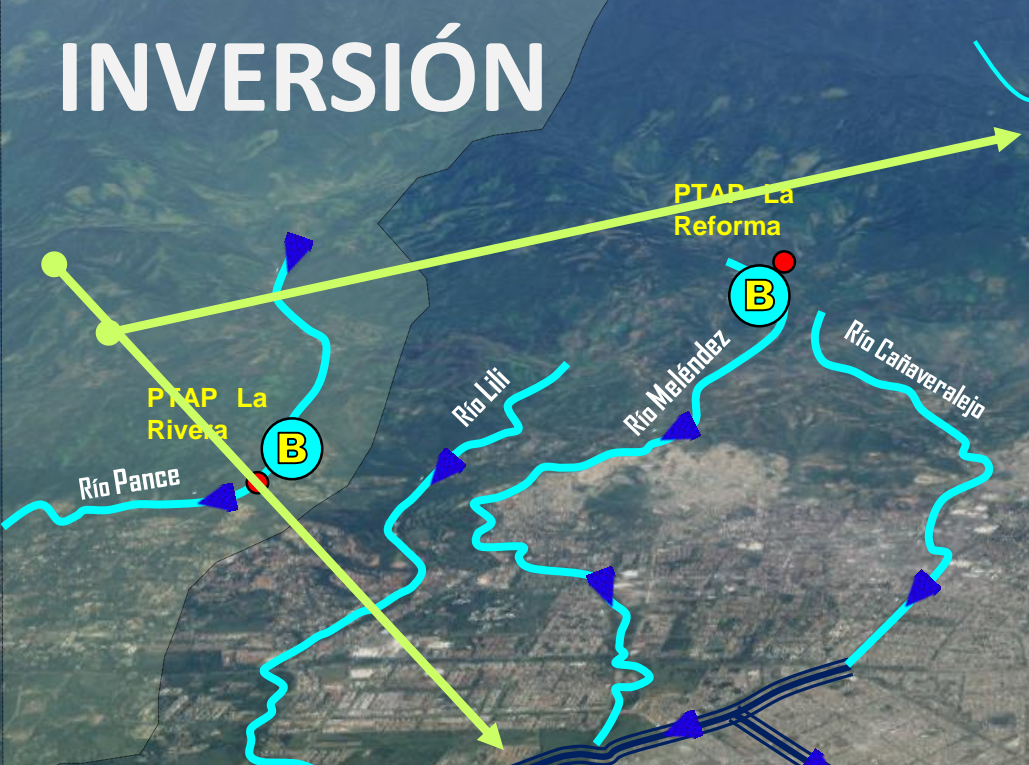 INVERSIÓN
PTAP La
Reforma
B
Río Cañaveralejo
Río Meléndez
Río Lili
PTAP La
Rivera
B
Río Pance